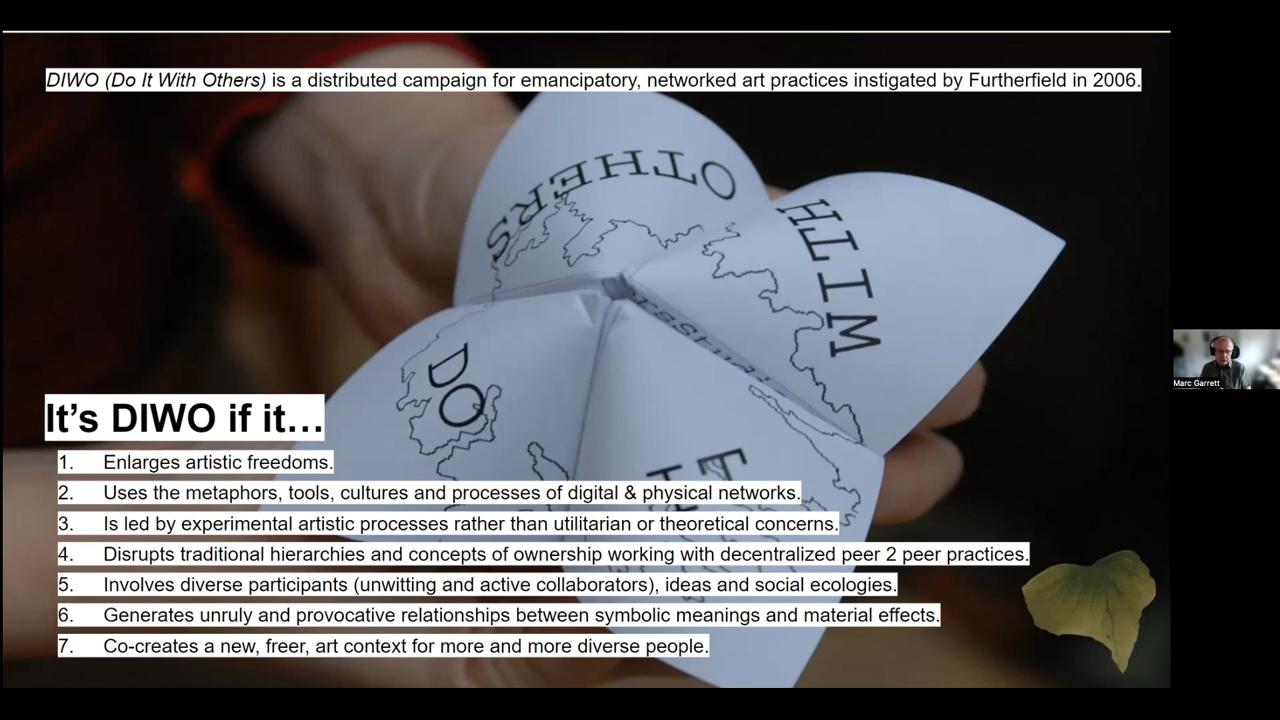 DIWO (Do It With Others) is a distributed campaign for emancipatory, networked art practices instigated by Furtherfield in 2006.
OTHERS
WITH
DO
It’s DIWO if it…
1. Enlarges artistic freedoms.
2. Uses the metaphors, tools, cultures and processes of digital & physical networks.
3. Is led by experimental artistic processes rather than utilitarian or theoretical concerns.
4. Disrupts traditional hierarchies and concepts of ownership working with decentralized peer 2 peer practices.
5. Involves diverse participants (unwitting and active collaborators), ideas and social ecologies.
6. Generates unruly and provocative relationships between symbolic meanings and material effects.
7. Co-creates a new, freer, art context for more and more diverse people.
Marc Garrett